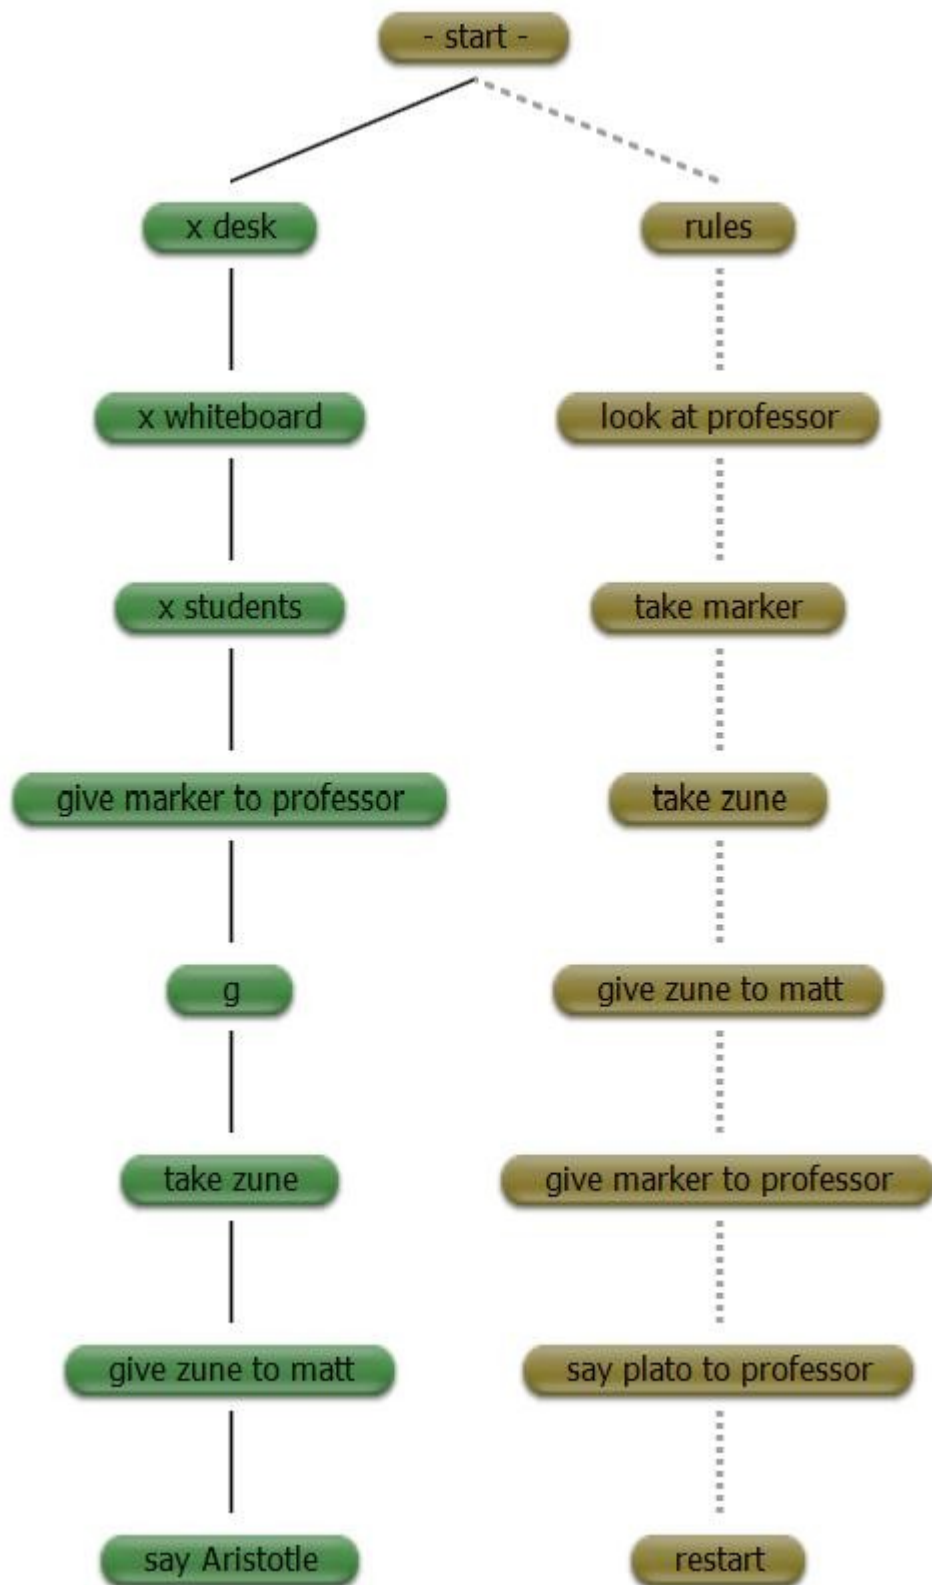 - start -
x desk
rules
x whiteboard
look at professor
x students
take marker
give marker to professor
take zune
g
give zune to matt
take zune
give marker to professor
give zune to matt
say plato to professor
say Aristotle
restart